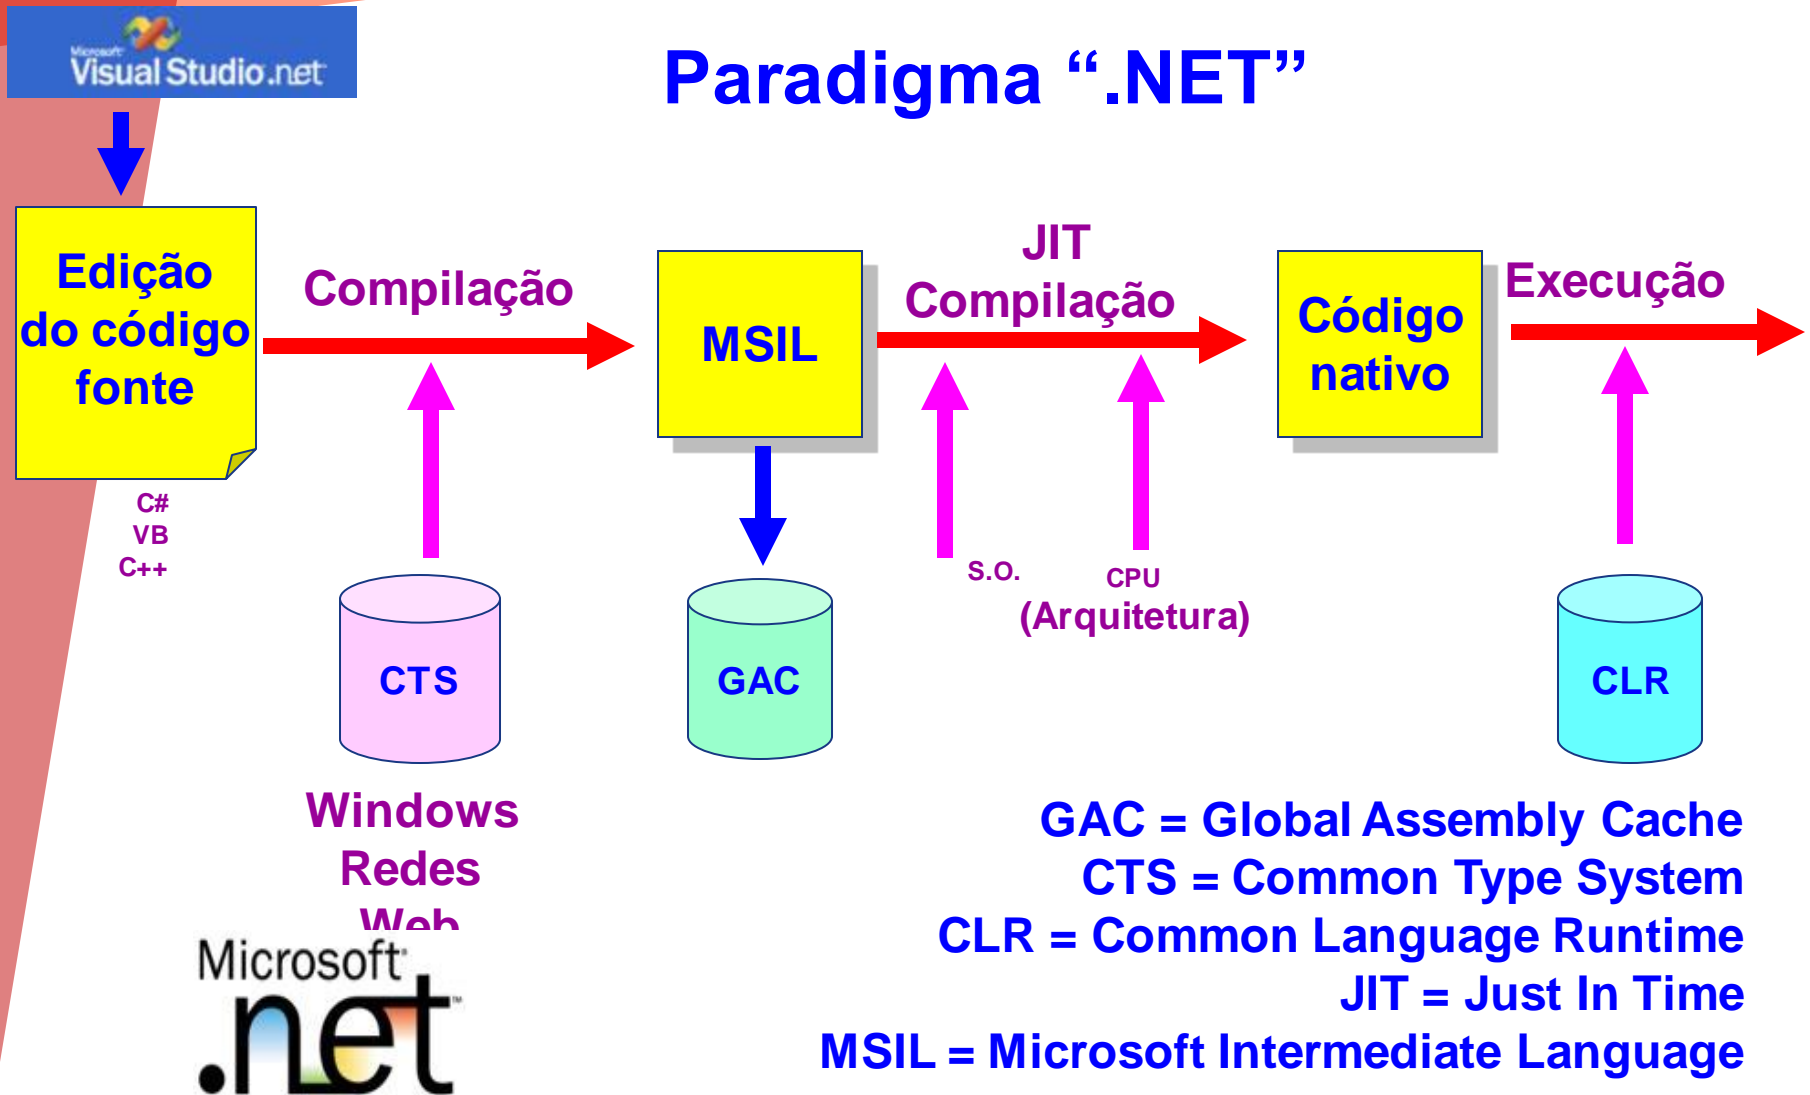 Microsoft
Visual Studio.net
Paradigma “.NET”
Edição
do código
fonte
C#
VB
C++
Compilação
MSIL
JIT
Compilação
Código
nativo
Execução
S.O.
CPU
(Arquitetura)
CTS
GAC
CLR
Windows
Redes
Web
Microsoft
.net
GAC = Global Assembly Cache
CTS = Common Type System
CLR = Common Language Runtime
JIT = Just In Time
MSIL = Microsoft Intermediate Language